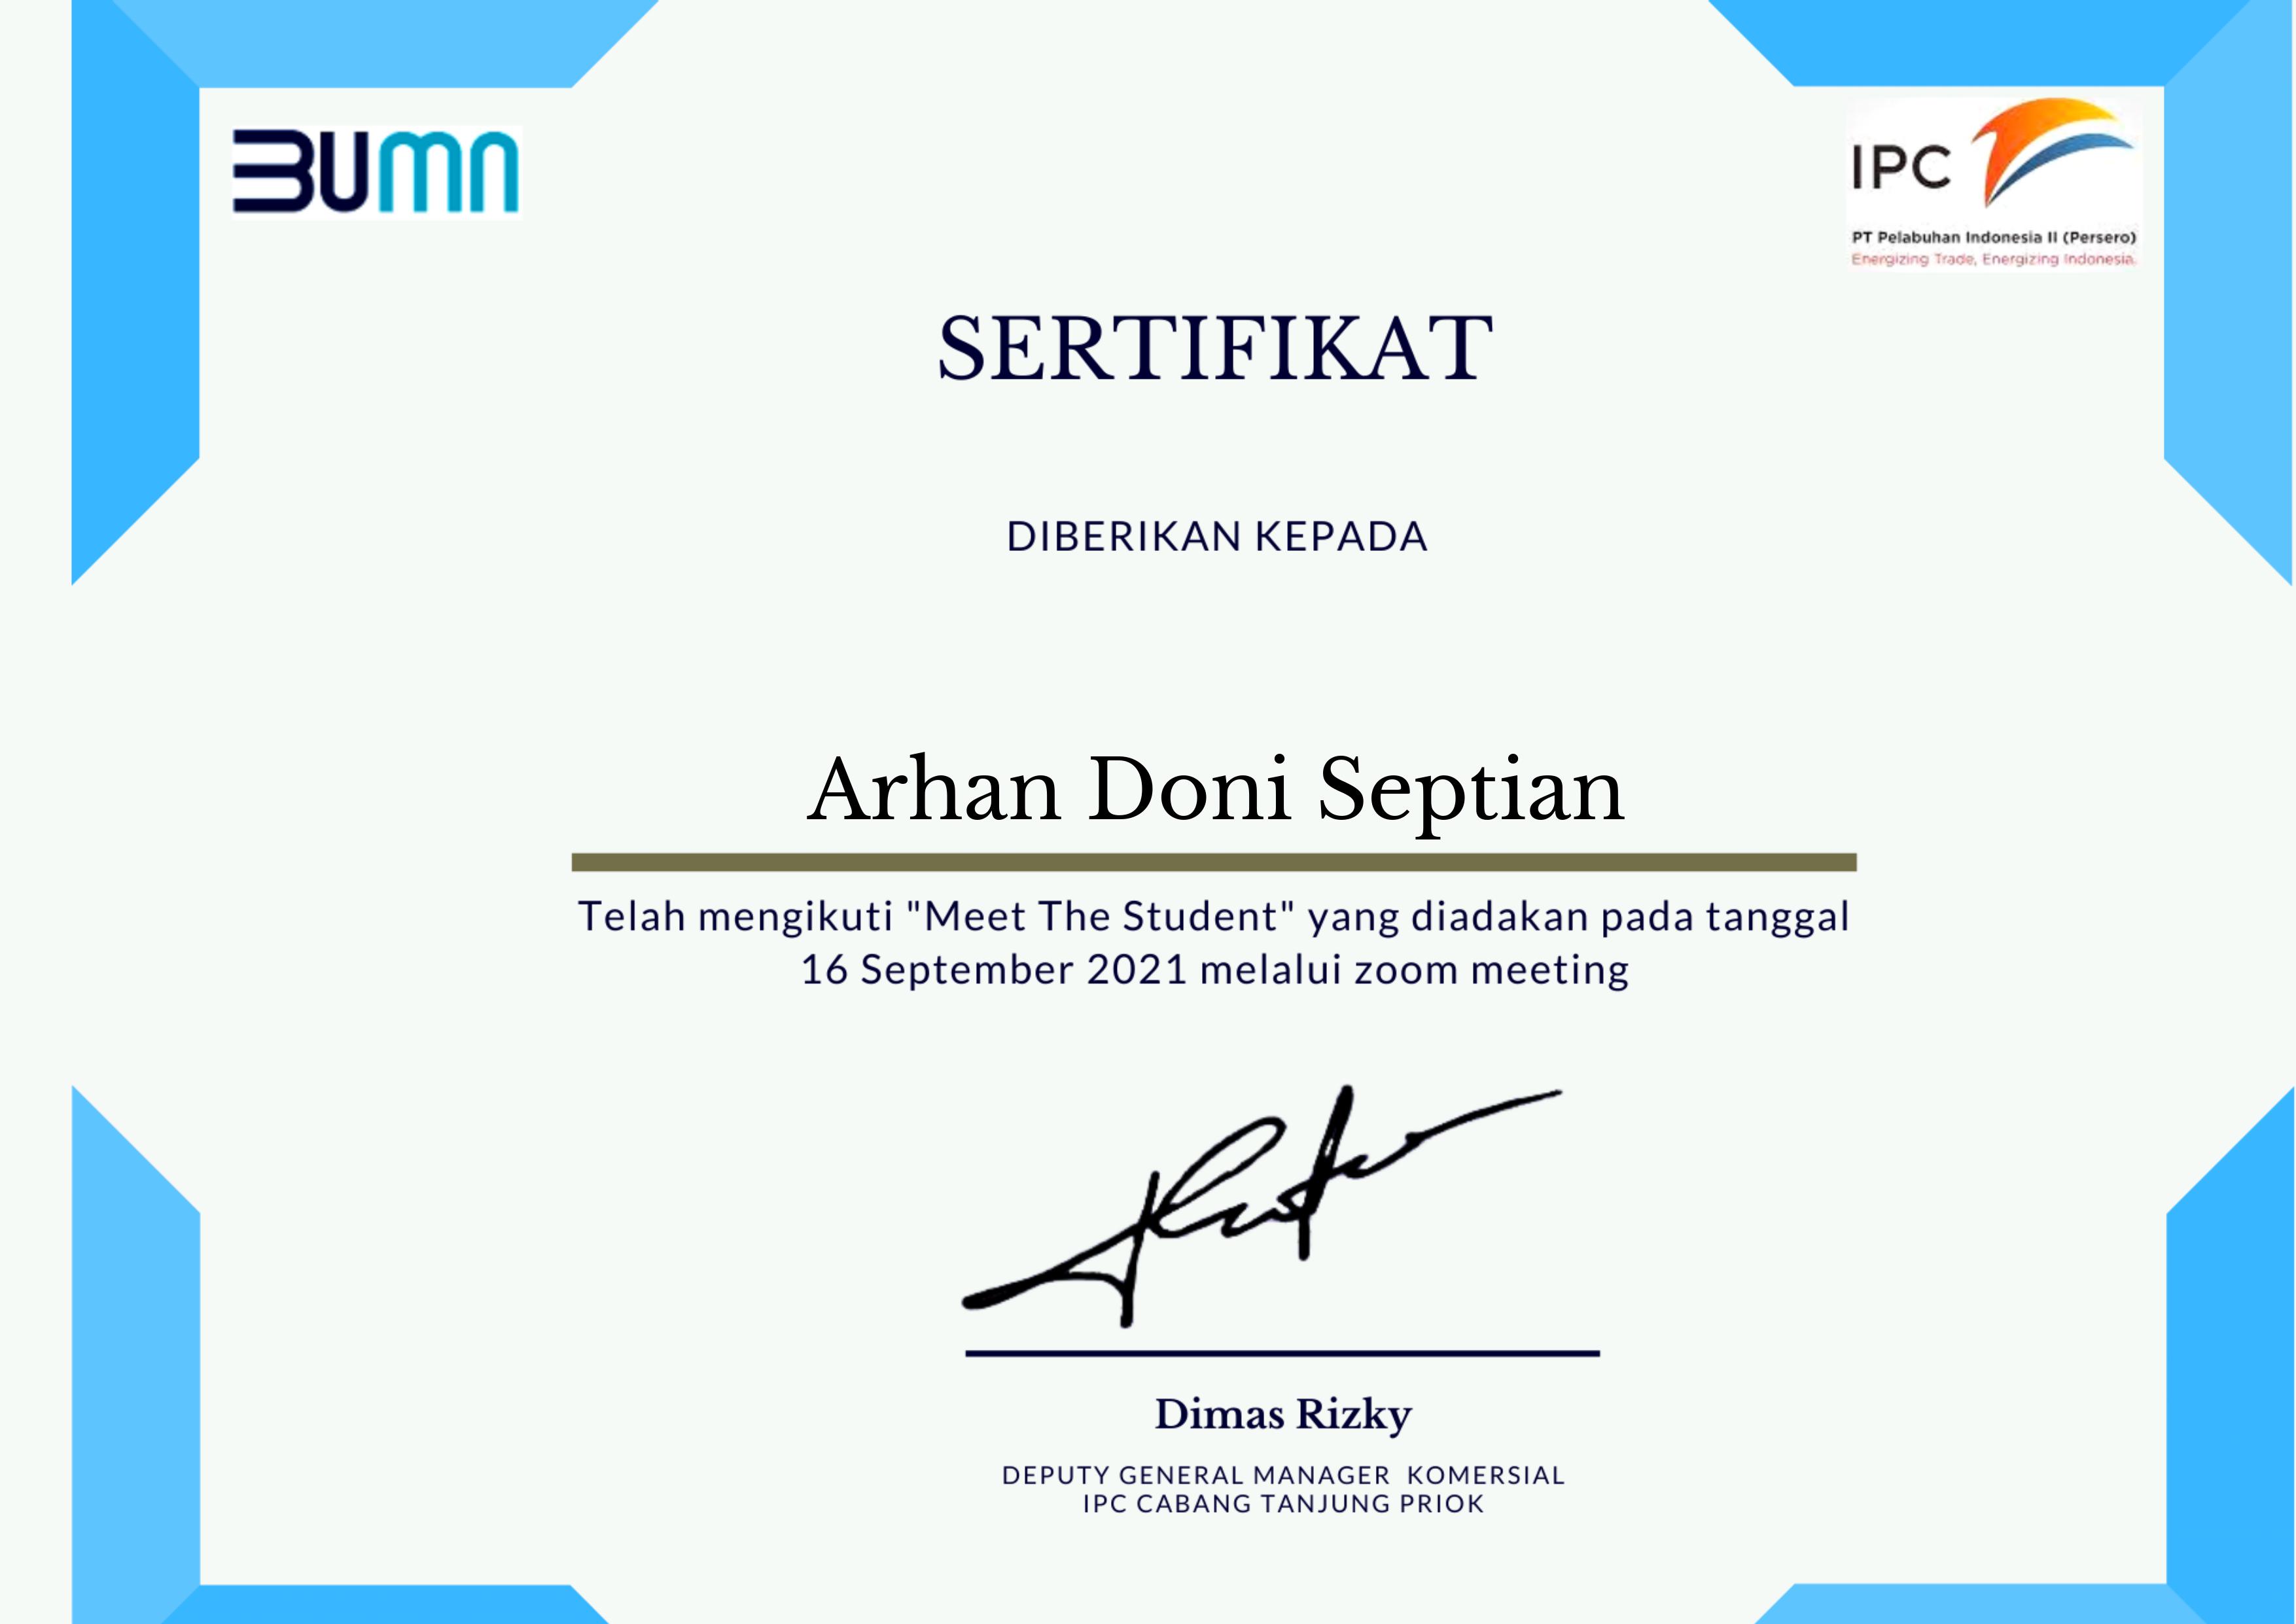 BUMN
IPC
PT Pelabuhan Indonesia II (Persero)
Energizing Trade, Energizing Indonesia.
SERTIFIKAT
DIBERIKAN KEPADA
Arhan Doni Septian
Telah mengikuti "Meet The Student" yang diadakan pada tanggal
16 September 2021 melalui zoom meeting
Dimas Rizky
DEPUTY GENERAL MANAGER KOMERSIAL
IPC CABANG TANJUNG PRIOK